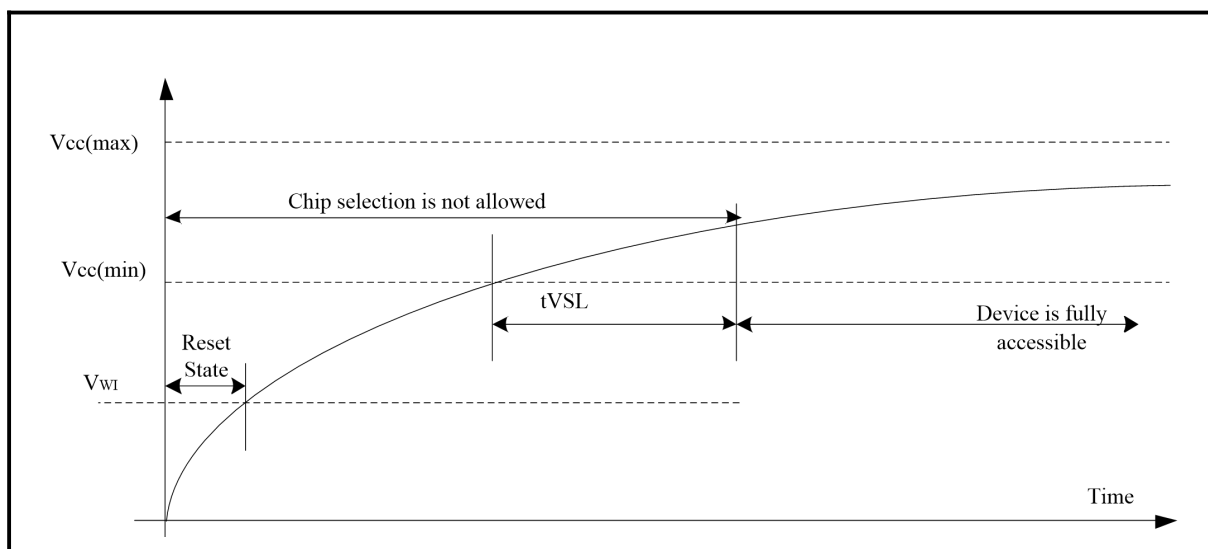 Vcc(max)
Chip selection is not allowed
Vcc(min)
tVSL
Device is fully
accessible
Reset
State
VWI
Time